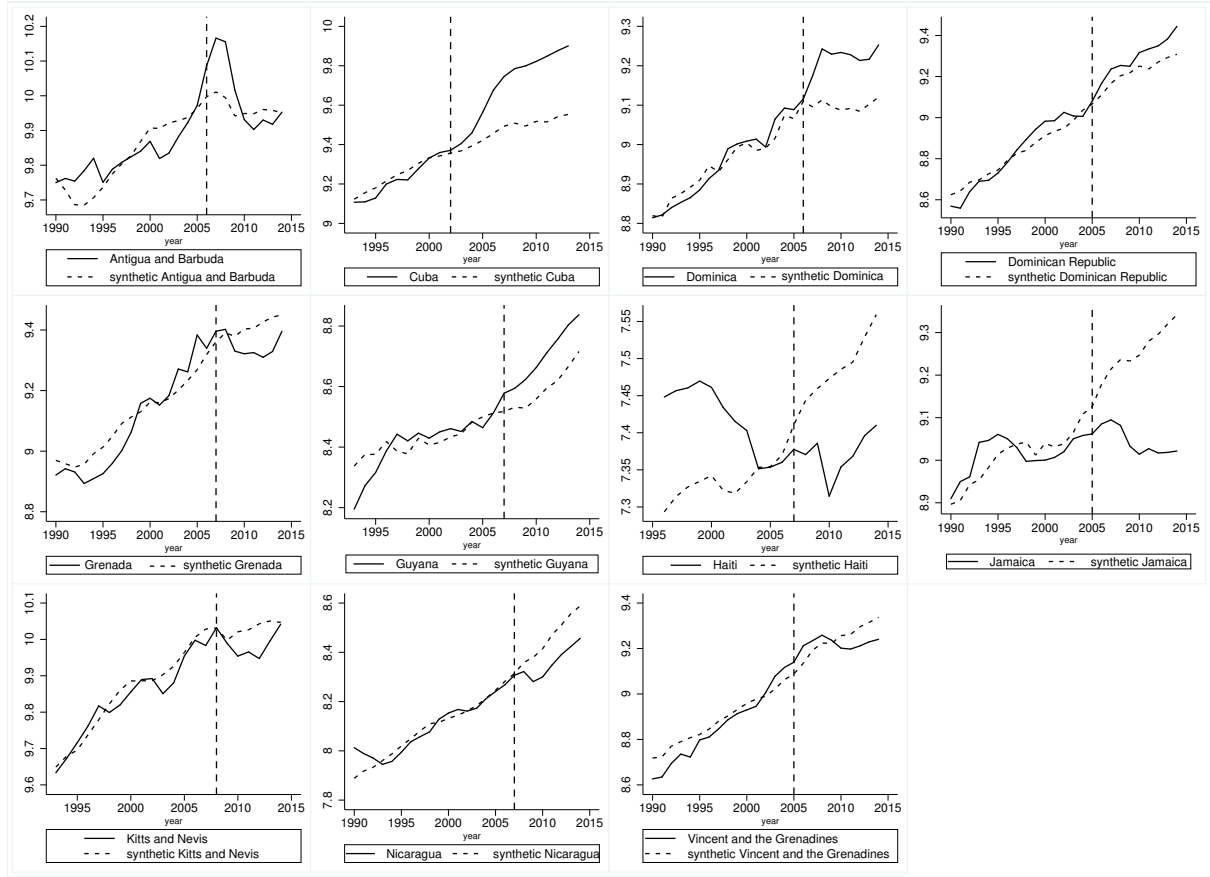 9.7 9.8 9.9 10 10.1 10.2
1990 1995 2000 2005 2010 2015
year
Antigua and Barbuda
synthetic Antigua and Barbuda
9 9.2 9.4 9.6 9.8 10
1995 2000 2005 2010 2015
year
Cuba synthetic Cuba
8.8 8.9 9 9.1 9.2 9.3
1990 1995 2000 2005 2010 2015
year
Dominica synthetic Dominica
8.6 8.8 9 9.2 9.4
1990 1995 2000 2005 2010 2015
year
Dominican Republic
synthetic Dominican Republic
8.8 9 9.2 9.4
1990 1995 2000 2005 2010 2015
year
Grenada synthetic Grenada
8.2 8.4 8.6 8.8
1995 2000 2005 2010 2015
year
Guyana synthetic Guyana
7.3 7.35 7.4 7.45 7.5 7.55
1995 2000 2005 2010 2015
year
Haiti synthetic Haiti
8.9 9 9.1 9.2 9.3
1990 1995 2000 2005 2010 2015
year
Jamaica synthetic Jamaica
9.6 9.7 9.8 9.9 10 10.1
1995 2000 2005 2010 2015
year
Kitts and Nevis
synthetic Kitts and Nevis
7.8 8 8.2 8.4 8.6
1990 1995 2000 2005 2010 2015
year
Nicaragua synthetic Nicaragua
8.6 8.8 9 9.2 9.4
1990 1995 2000 2005 2010 2015
year
Vincent and the Grenadines
synthetic Vincent and the Grenadines